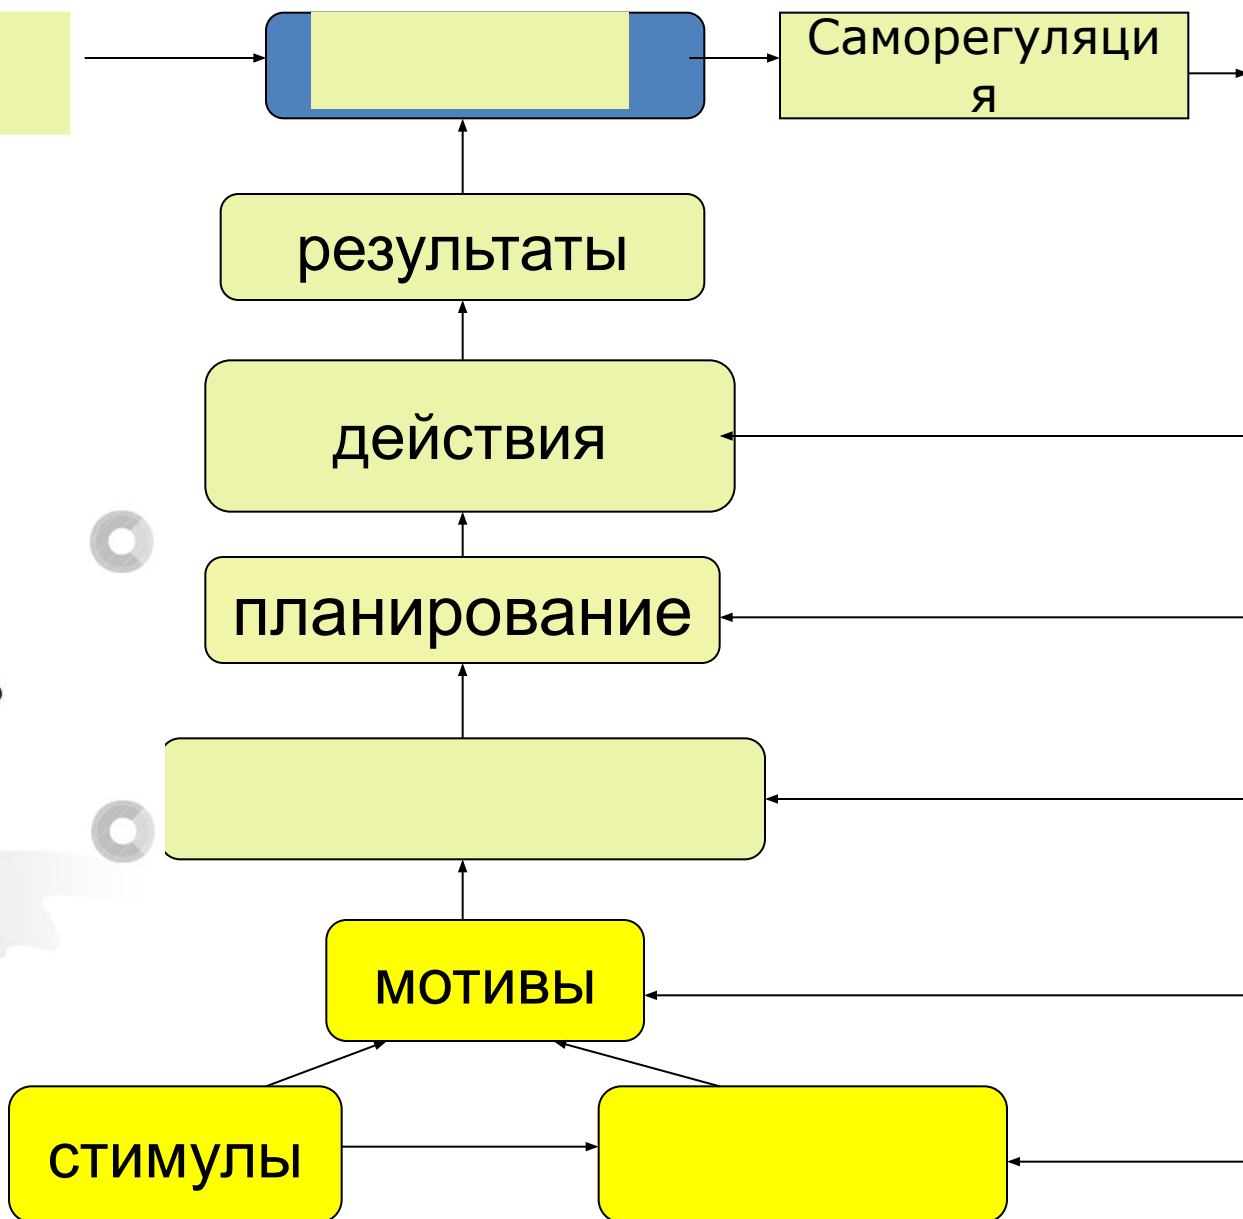 Саморегуляци
я
результаты
действия
планирование
мотивы
стимулы